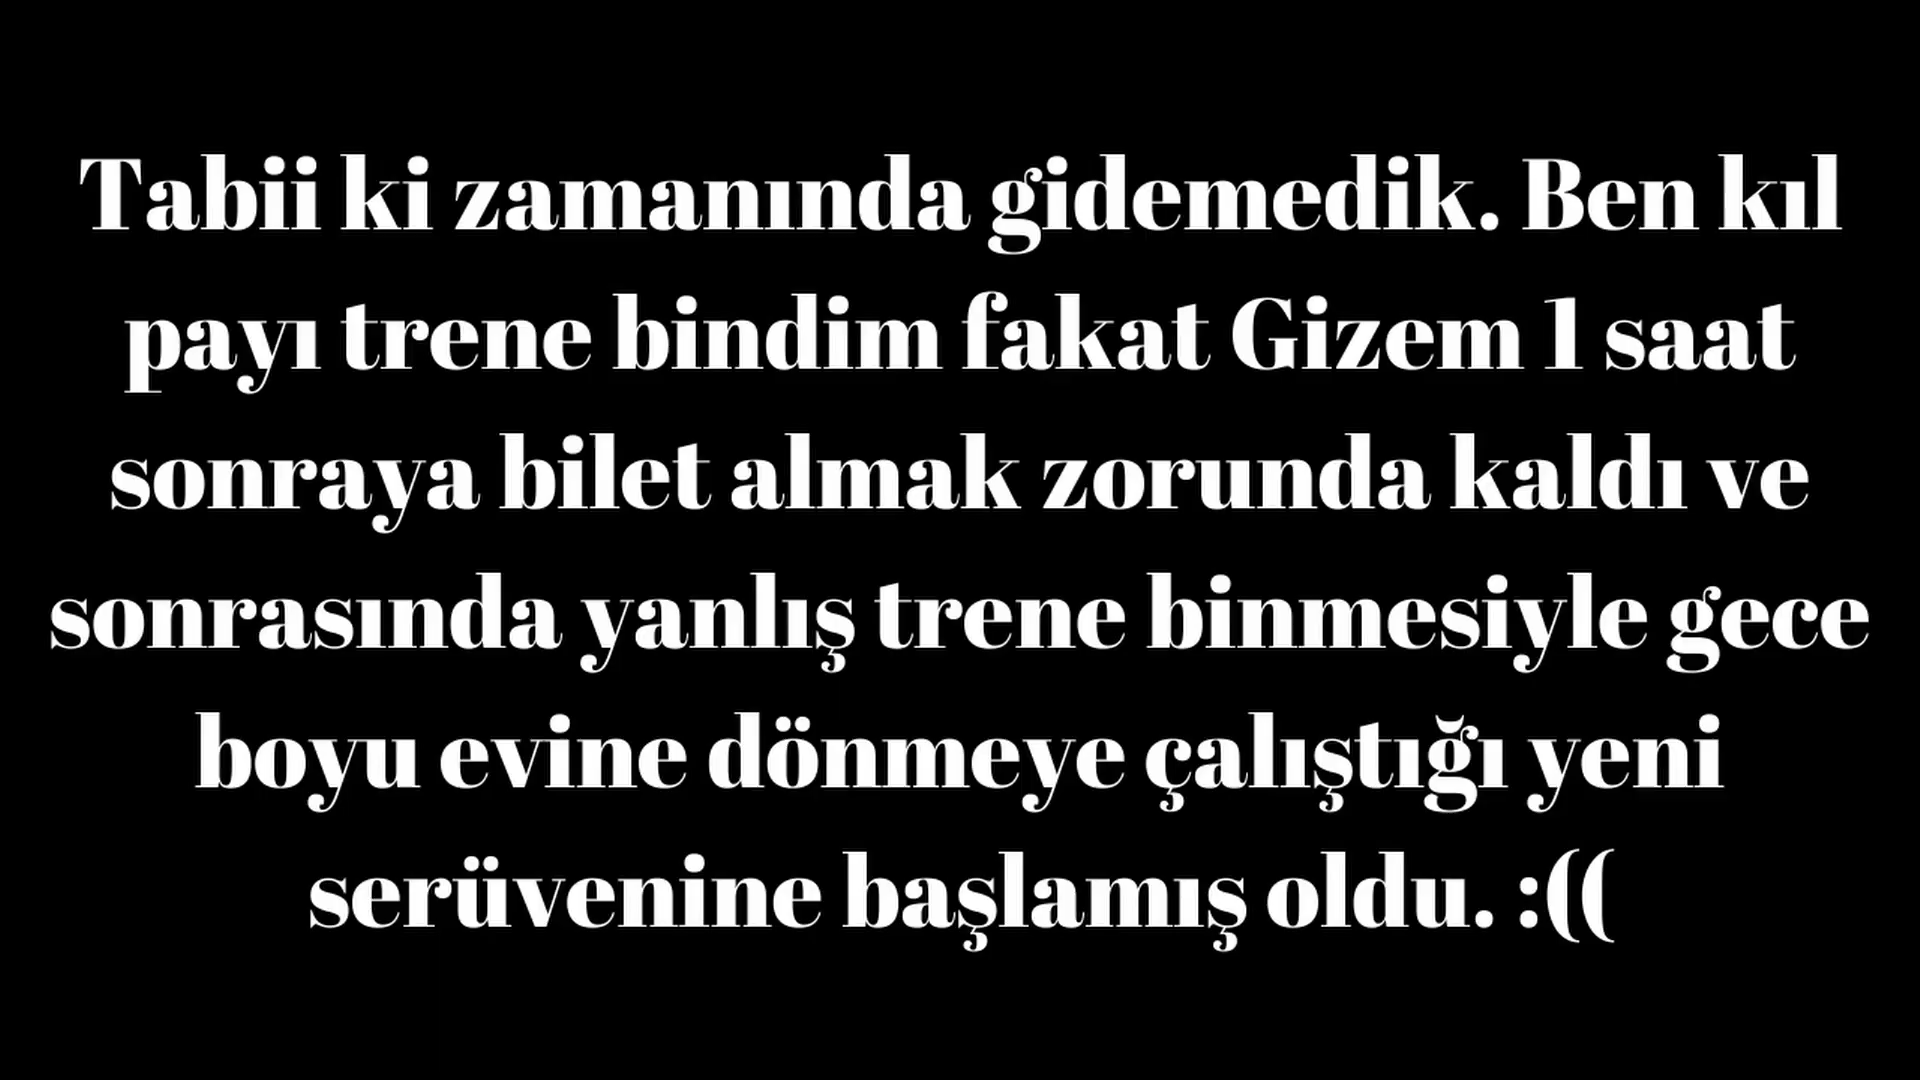 Tabii ki zamanında gidemedik. Ben kıl
payı trene bindim fakat Gizem 1 saat
sonraya bilet almak zorunda kaldı ve
sonrasında yanlış trene binmesiyle gece
boyu evine dönmeye çalıştığı yeni
serüvenine başlamış oldu. :((